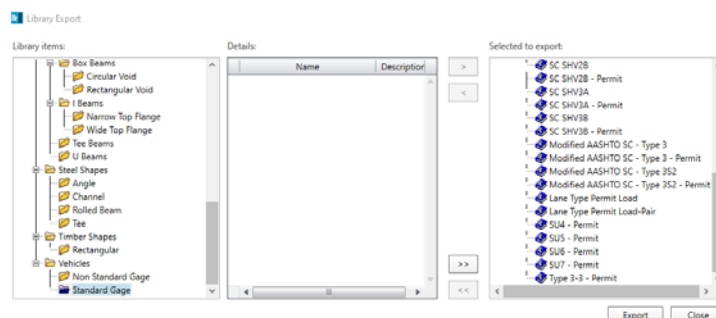 Library Export
Library items:
Box Beams
Circular Void
Rectangular Void
I Beams
Narrow Top Flange
Wide Top Flange
Tee Beams
U Beams
Steel Shapes
Angle
Channel
Rolled Beam
Tee
Timber Shapes
Rectangular
Vehicles
Non Standard Gage
Standard Gage
Details:
Name Description
>
<
>>
<<
Selected to export:
SC SHV2B
SC SHV2B - Permit
SC SHV3A
SC SHV3A - Permit
SC SHV3B
SC SHV3B - Permit
Modified AASHTO SC - Type 3
Modified AASHTO SC - Type 3 - Permit
Modified AASHTO SC - Type 3S2
Modified AASHTO SC - Type 3S2 - Permit
Lane Type Permit Load
Lane Type Permit Load-Pair
SU4 - Permit
SU5 - Permit
SU6 - Permit
SU7 - Permit
Type 3-3 - Permit
Export Close